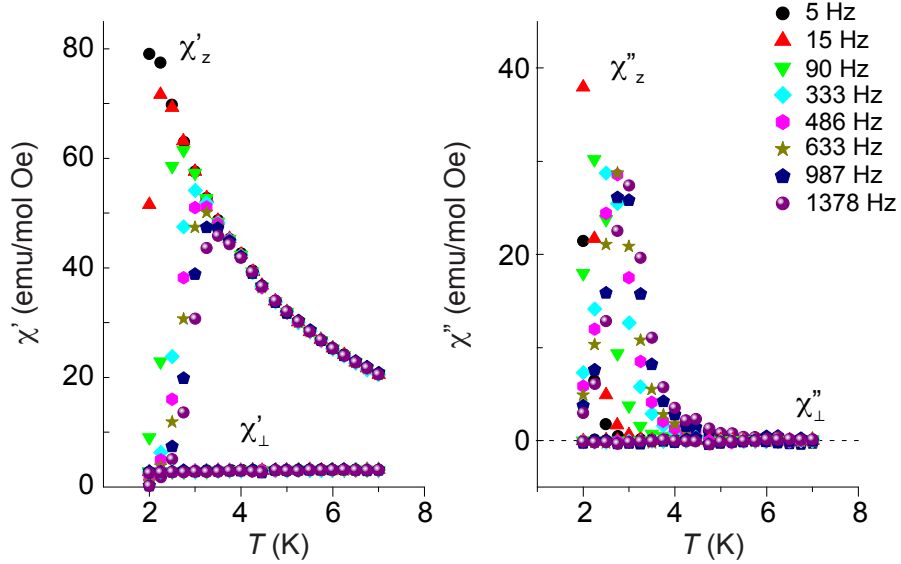 χ'z
χ'⊥
80
60
40
20
0
2
4
6
8
χ' (emu/mol Oe)
T (K)
χ"z
χ"⊥
40
20
0
2
4
6
8
χ" (emu/mol Oe)
T (K)
5 Hz
15 Hz
90 Hz
333 Hz
486 Hz
633 Hz
987 Hz
1378 Hz